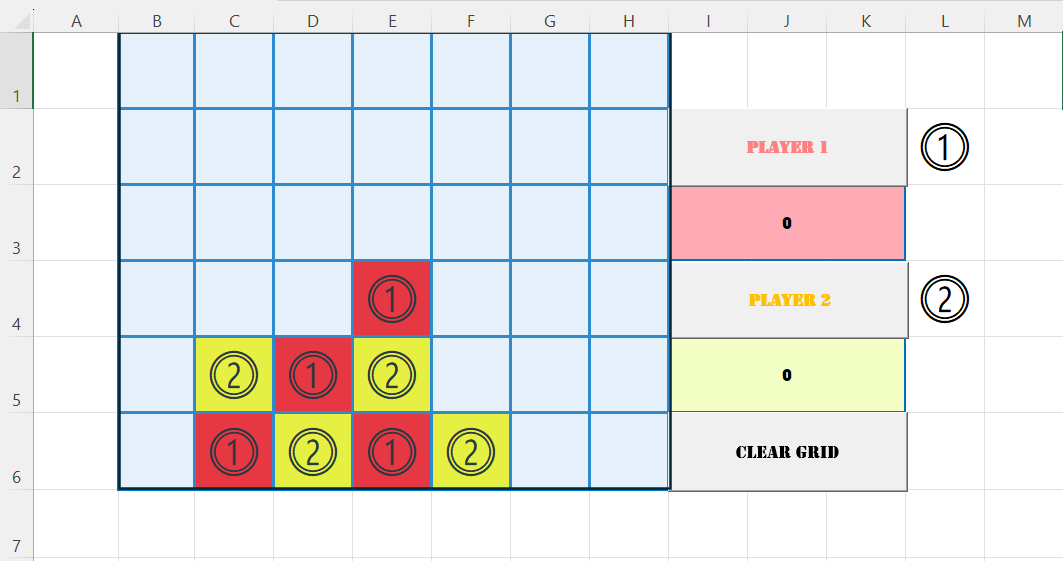 A B C D E F G H I J K L M
1
2 PLAYER 1 ①
3 0
4 ① PLAYER 2 ②
5 ② ① ② 0
6 ① ② ① ② CLEAR GRID
7